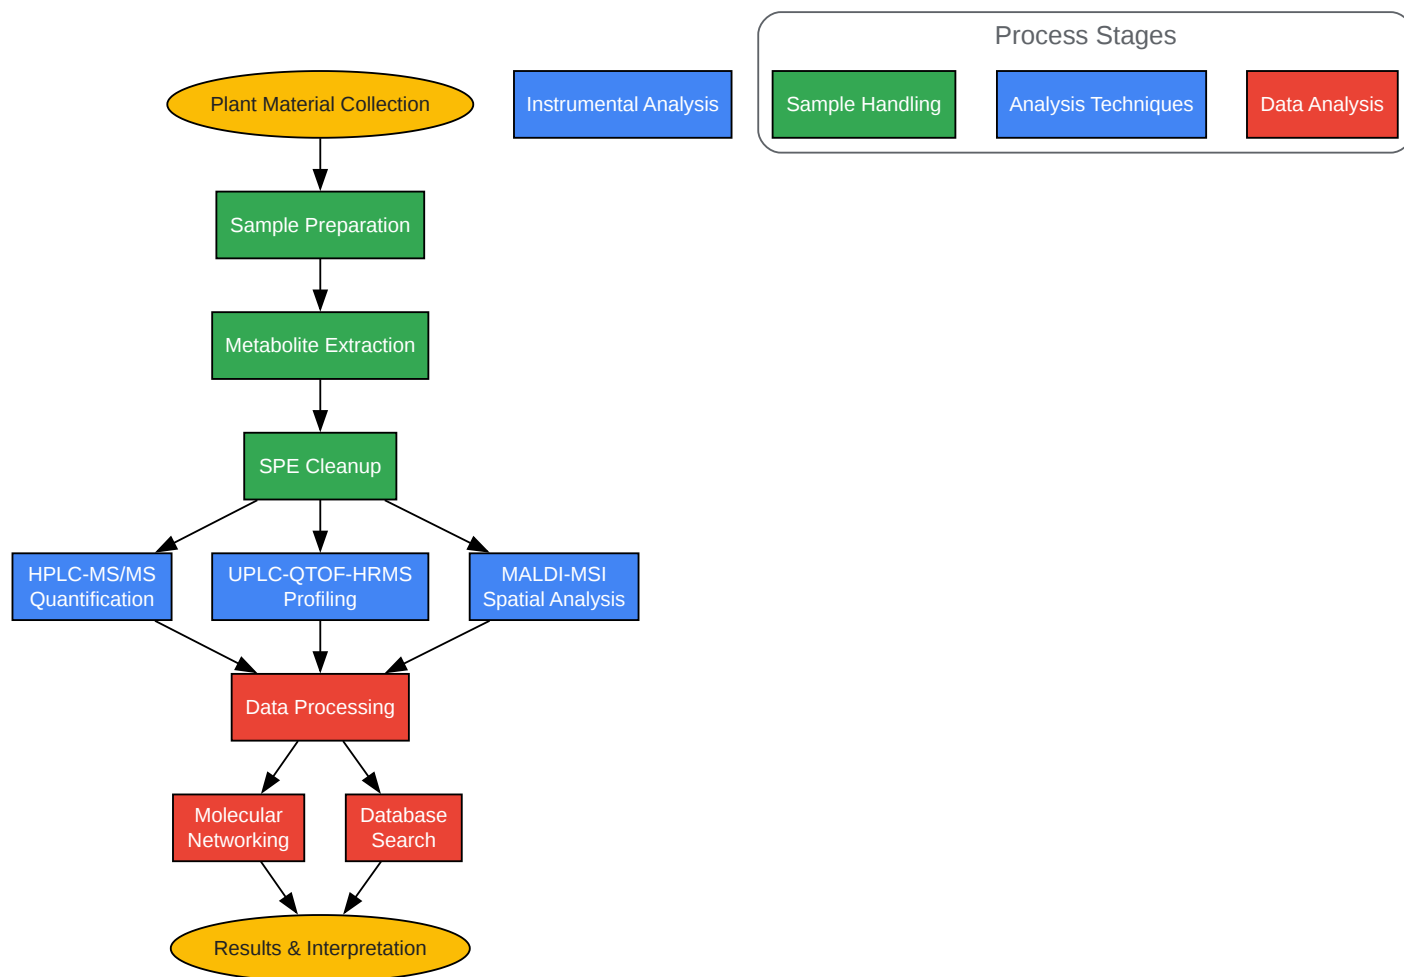 Process Stages
Plant Material Collection
Instrumental Analysis
Sample Handling
Analysis Techniques
Data Analysis
Sample Preparation
Metabolite Extraction
SPE Cleanup
HPLC-MS/MS
Quantification
UPLC-QTOF-HRMS
Profiling
MALDI-MSI
Spatial Analysis
Data Processing
Molecular
Networking
Database
Search
Results & Interpretation